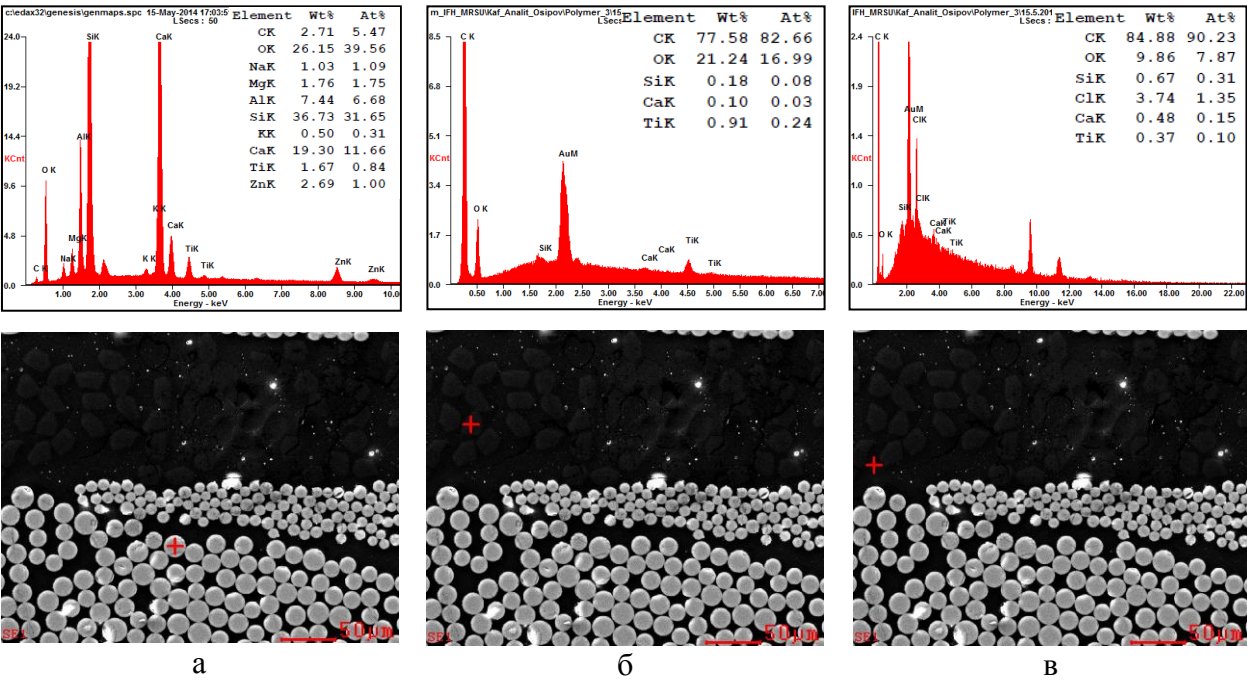 c:\edax32\genesis\genmaps.spc 15-May-2014 17:03:5
LSecs : 50
Element Wt% At%
CK 2.71 5.47
OK 26.15 39.56
NaK 1.03 1.09
MgK 1.76 1.75
AlK 7.44 6.68
SiK 36.73 31.65
KK 0.50 0.31
CaK 19.30 11.66
TiK 1.67 0.84
ZnK 2.69 1.00
24.0
19.2
14.4
KCnt
9.6
4.8
0.0
C K
O K
NaK
MgK
AlK
SiK
K K
K K
CaK
CaK
TiK
TiK
ZnK
ZnK
1.00 2.00 3.00 4.00 5.00 6.00 7.00 8.00 9.00 10.00
Energy - keV
m_IFH_MRSU\Kaf_Analit_Osipov\Polymer_3\15
LSecs
Element Wt% At%
CK 77.58 82.66
OK 21.24 16.99
SiK 0.18 0.08
CaK 0.10 0.03
TiK 0.91 0.24
8.5
6.8
5.1
KCnt
3.4
1.7
0.0
C K
O K
SiK
AuM
CaK
CaK
TiK
TiK
0.50 1.00 1.50 2.00 2.50 3.00 3.50 4.00 4.50 5.00 5.50 6.00 6.50 7.00
Energy - keV
IFH_MRSU\Kaf_Analit_Osipov\Polymer_3\15.5.201
LSecs :
Element Wt% At%
CK 84.88 90.23
OK 9.86 7.87
SiK 0.67 0.31
ClK 3.74 1.35
CaK 0.48 0.15
TiK 0.37 0.10
2.4
1.9
1.4
KCnt
1.0
0.5
0.0
C K
O K
SiK
AuM
ClK
ClK
CaK
CaK
TiK
TiK
2.00 4.00 6.00 8.00 10.00 12.00 14.00 16.00 18.00 20.00 22.00
Energy - keV
SE1
50µm
SE1
50µm
SE1
50µm
а
б
в